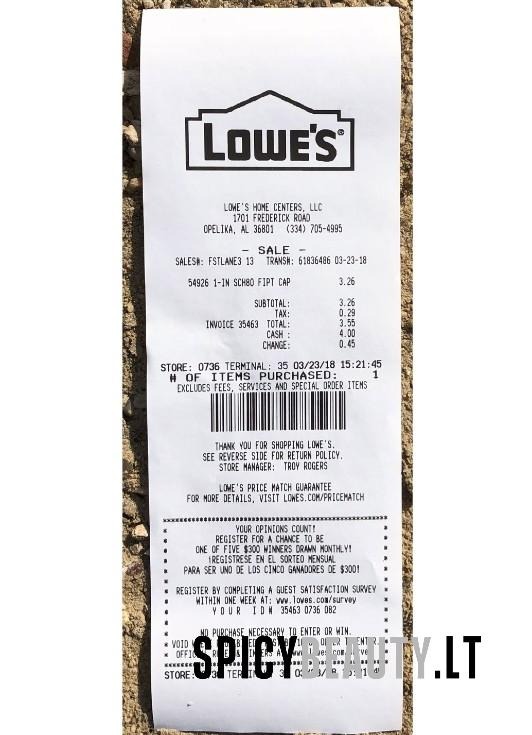 LOWE'S®
LOWE'S HOME CENTERS, LLC
1701 FREDERICK ROAD
OPELIKA, AL 36801 (334) 705-4995
- SALE -
SALES#: FSTLANE3 13 TRANS#: 61836486 03-23-18
54926 1-IN SCH80 FIPT CAP 3.26
SUBTOTAL: 3.26
TAX: 0.29
INVOICE 35463 TOTAL: 3.55
CASH : 4.00
CHANGE: 0.45
STORE: 0736 TERMINAL: 35 03/23/18 15:21:45
# OF ITEMS PURCHASED: 1
EXCLUDES FEES, SERVICES AND SPECIAL ORDER ITEMS
THANK YOU FOR SHOPPING LOWE'S.
SEE REVERSE SIDE FOR RETURN POLICY.
STORE MANAGER: TROY ROGERS
LOWE'S PRICE MATCH GUARANTEE
FOR MORE DETAILS, VISIT LOWES.COM/PRICEMATCH
YOUR OPINIONS COUNT!
REGISTER FOR A CHANCE TO BE
ONE OF FIVE $300 WINNERS DRAWN MONTHLY!
¡REGISTRESE EN EL SORTEO MENSUAL
PARA SER UNO DE LOS CINCO GANADORES DE $300!
REGISTER BY COMPLETING A GUEST SATISFACTION SURVEY
WITHIN ONE WEEK AT: www.lowes.com/survey
YOUR ID# 35463 0736 082
NO PURCHASE NECESSARY TO ENTER OR WIN.
VOID TO ENTER.
SPICYBEAUTY.LT
STORE: